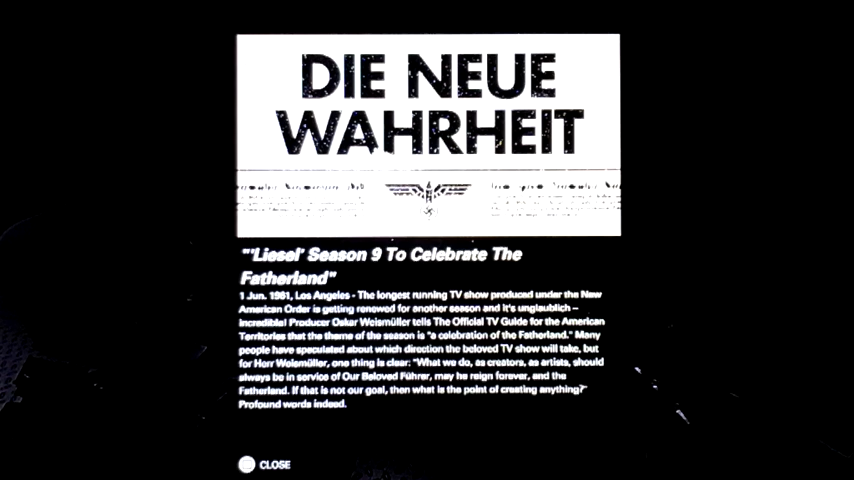 DIE NEUE
WAHRHEIT
"'Liesel' Season 9 To Celebrate The
Fatherland"
1 Jun. 1961, Los Angeles - The longest running TV show produced under the New
American Order is getting renewed for another season and it's unglaublich –
incredible! Producer Oskar Weismüller tells The Official TV Guide for the American
Territories that the theme of the season is "a celebration of the Fatherland." Many
people have speculated about which direction the beloved TV show will take, but
for Herr Weismüller, one thing is clear: "What we do, as creators, as artists, should
always be in service of Our Beloved Führer, may he reign forever, and the
Fatherland. If that is not our goal, then what is the point of creating anything?"
Profound words indeed.
CLOSE